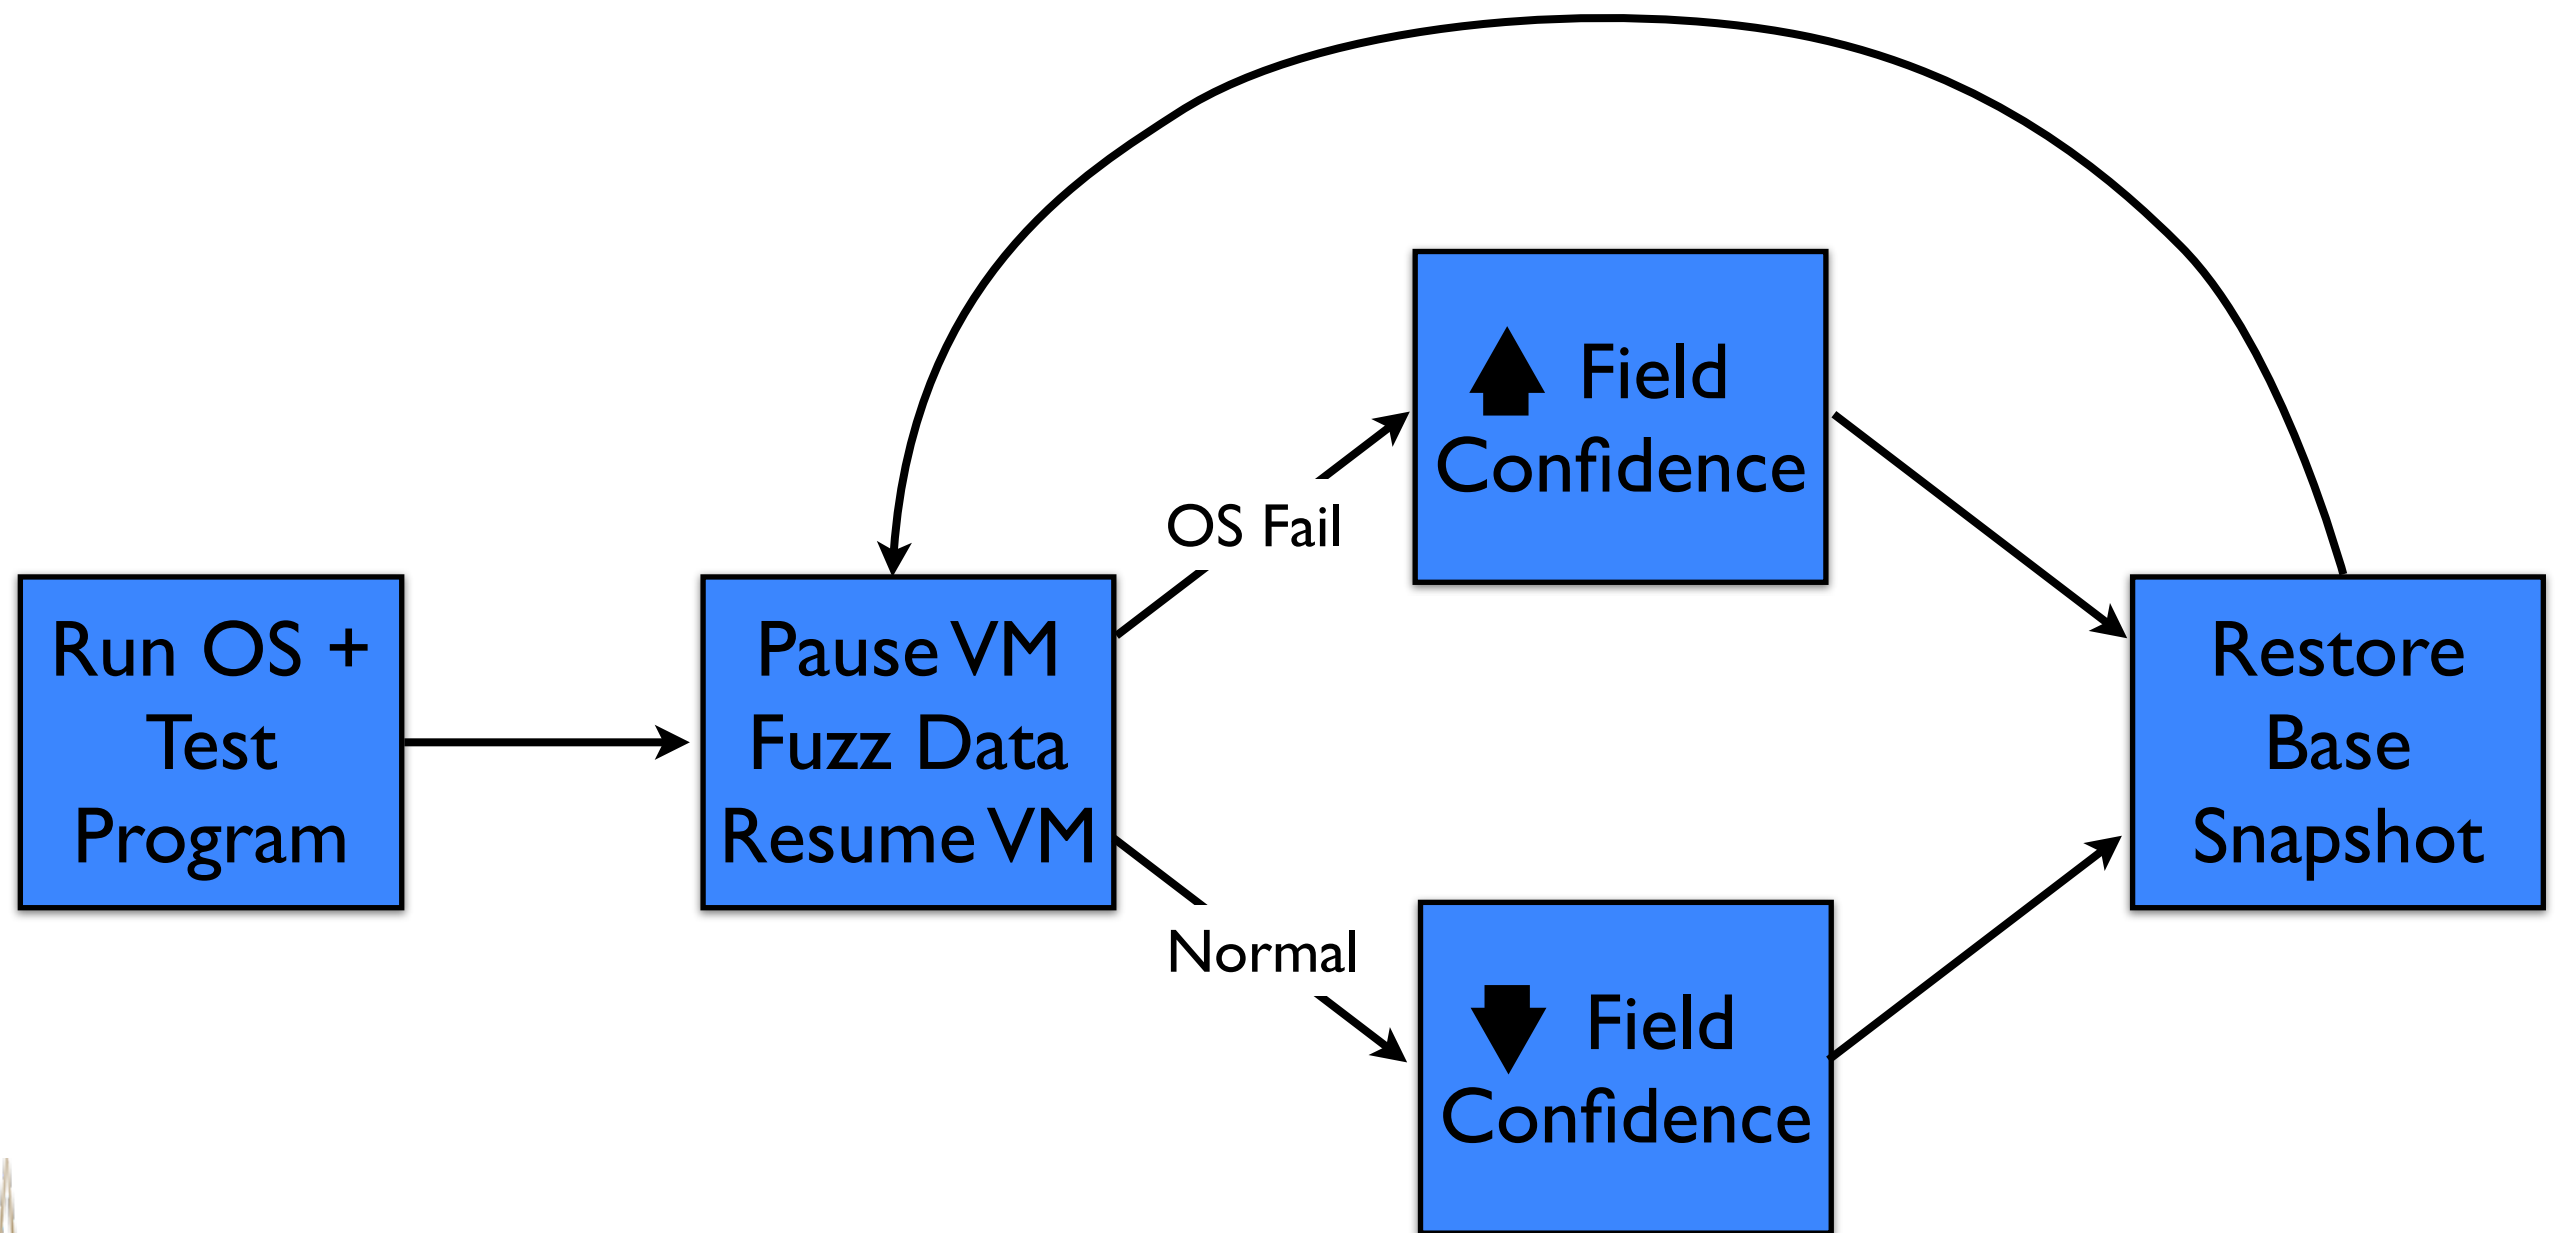 Run OS +
Test
Program
Pause VM
Fuzz Data
Resume VM
OS Fail
Normal
Field
Confidence
Field
Confidence
Restore
Base
Snapshot